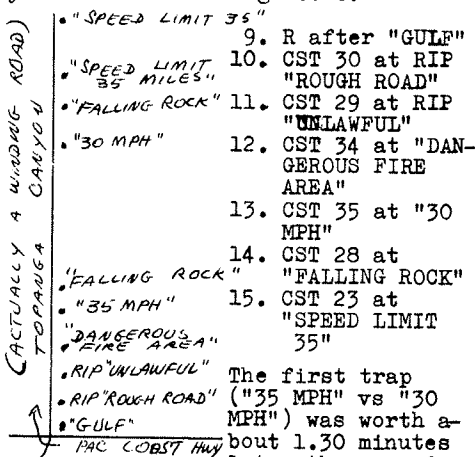 "SPEED LIMIT 35"
"SPEED LIMIT
35 MILES"
"FALLING ROCK"
"30 MPH"
"FALLING ROCK"
"35 MPH"
"DANGEROUS
FIRE AREA"
RIP "UNLAWFUL"
RIP "ROUGH ROAD"
"GULF"
PAC COAST HWY
(ACTUALLY A WINDING ROAD)
TOPANGA CANYON
9. R after "GULF"
10. CST 30 at RIP
"ROUGH ROAD"
11. CST 29 at RIP
"UNLAWFUL"
12. CST 34 at "DAN-
GEROUS FIRE
AREA"
13. CST 35 at "30
MPH"
14. CST 28 at
"FALLING ROCK"
15. CST 23 at
"SPEED LIMIT
35"
The first trap
("35 MPH" vs "30
MPH") was worth a-
bout 1.30 minutes